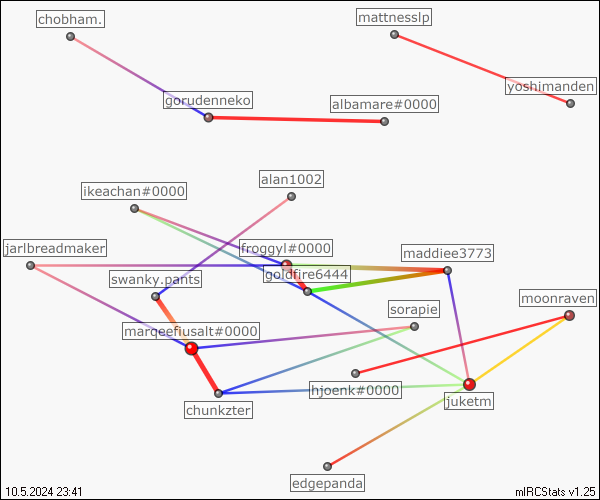 chobham.
mattnesslp
yoshimanden
gorudenneko
albamare#0000
alan1002
ikeachan#0000
jarlbreadmaker
froggyl#0000
maddiee3773
goldfire6444
swanky.pants
moonraven
sorapie
marqeefiusalt#0000
hjoenk#0000
juketm
chunkzter
edgepanda
10.5.2024 23:41
mIRCStats v1.25